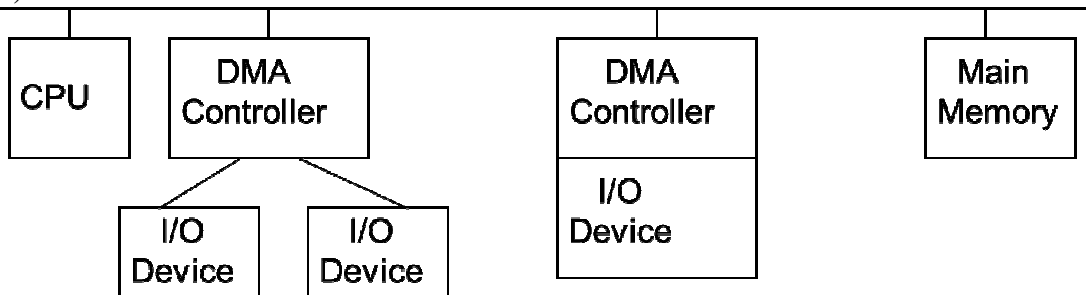 CPU
DMA
Controller
DMA
Controller
Main
Memory
I/O
Device
I/O
Device
I/O
Device